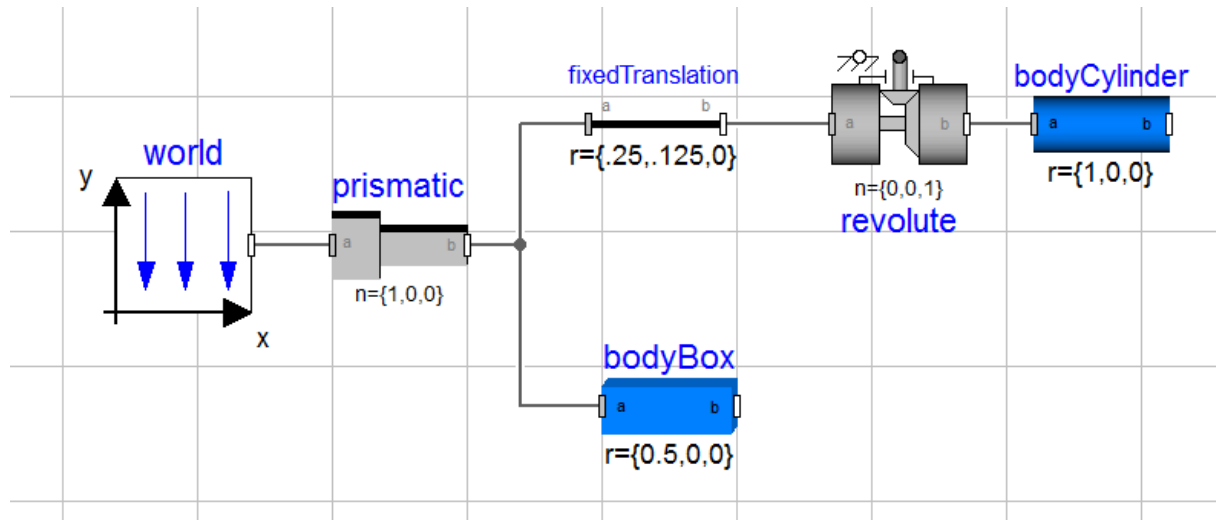 fixedTranslation
a b
r={.25,.125,0}
a b
n={0,0,1}
revolute
bodyCylinder
a b
r={1,0,0}
world
y
x
prismatic
a b
n={1,0,0}
bodyBox
a b
r={0.5,0,0}